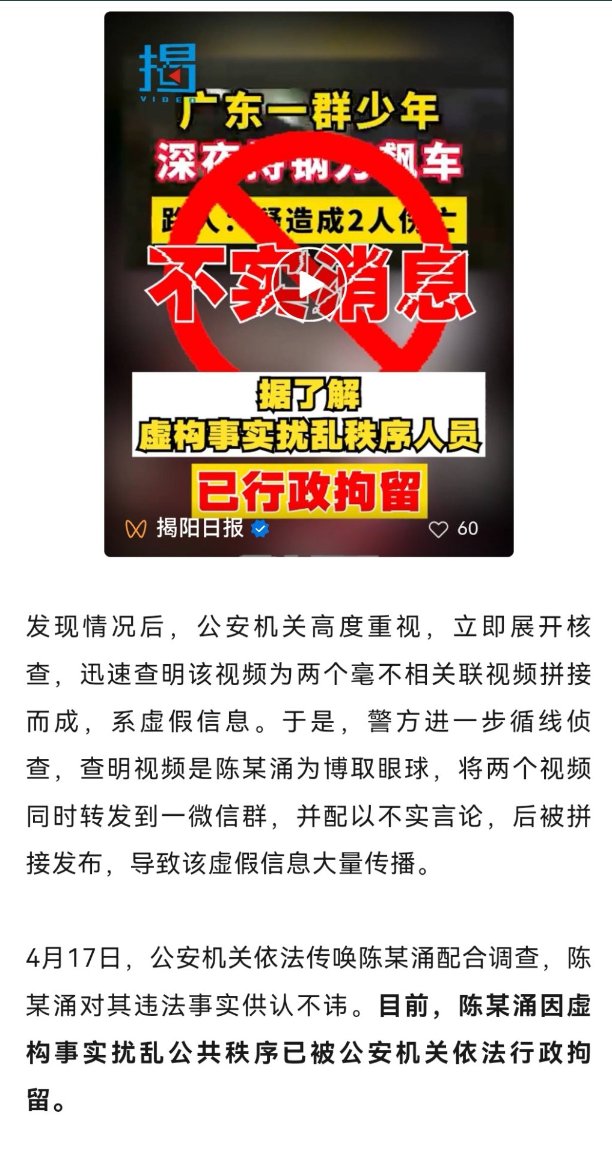 揭
VIDEO
广东一群少年
深夜持钢刀飙车
路人：疑造成2人伤亡
不实消息
据了解
虚构事实扰乱秩序人员
已行政拘留
揭阳日报
60
发现情况后，公安机关高度重视，立即展开核
查，迅速查明该视频为两个毫不相关联视频拼接
而成，系虚假信息。于是，警方进一步循线侦
查，查明视频是陈某涌为博取眼球，将两个视频
同时转发到一微信群，并配以不实言论，后被拼
接发布，导致该虚假信息大量传播。
4月17日，公安机关依法传唤陈某涌配合调查，陈
某涌对其违法事实供认不讳。目前，陈某涌因虚
构事实扰乱公共秩序已被公安机关依法行政拘
留。